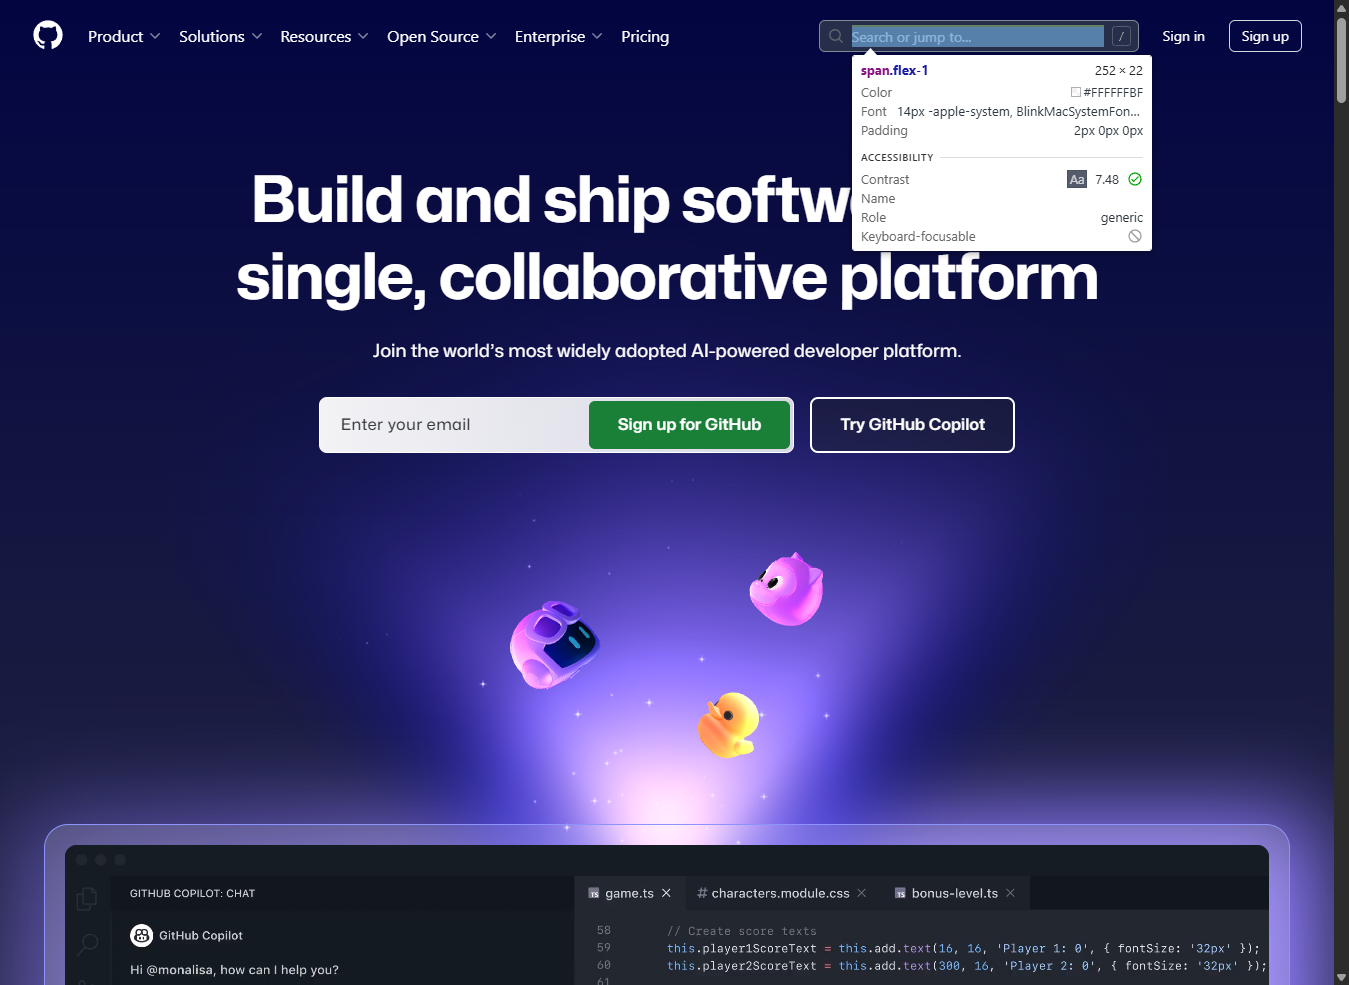 Product Solutions Resources Open Source Enterprise Pricing Search or jump to... / Sign in Sign up
span.flex-1 252 × 22
Color #FFFFFFBF
Font 14px -apple-system, BlinkMacSystemFon...
Padding 2px 0px 0px
ACCESSIBILITY
Contrast Aa 7.48
Name
Role generic
Keyboard-focusable
Build and ship softw
single, collaborative platform
Join the world’s most widely adopted AI-powered developer platform.
Enter your email Sign up for GitHub Try GitHub Copilot
GITHUB COPILOT: CHAT
GitHub Copilot
Hi @monalisa, how can I help you?
TS game.ts # characters.module.css TS bonus-level.ts
58 // Create score texts
59 this.player1ScoreText = this.add.text(16, 16, 'Player 1: 0', { fontSize: '32px' });
60 this.player2ScoreText = this.add.text(300, 16, 'Player 2: 0', { fontSize: '32px' });
61